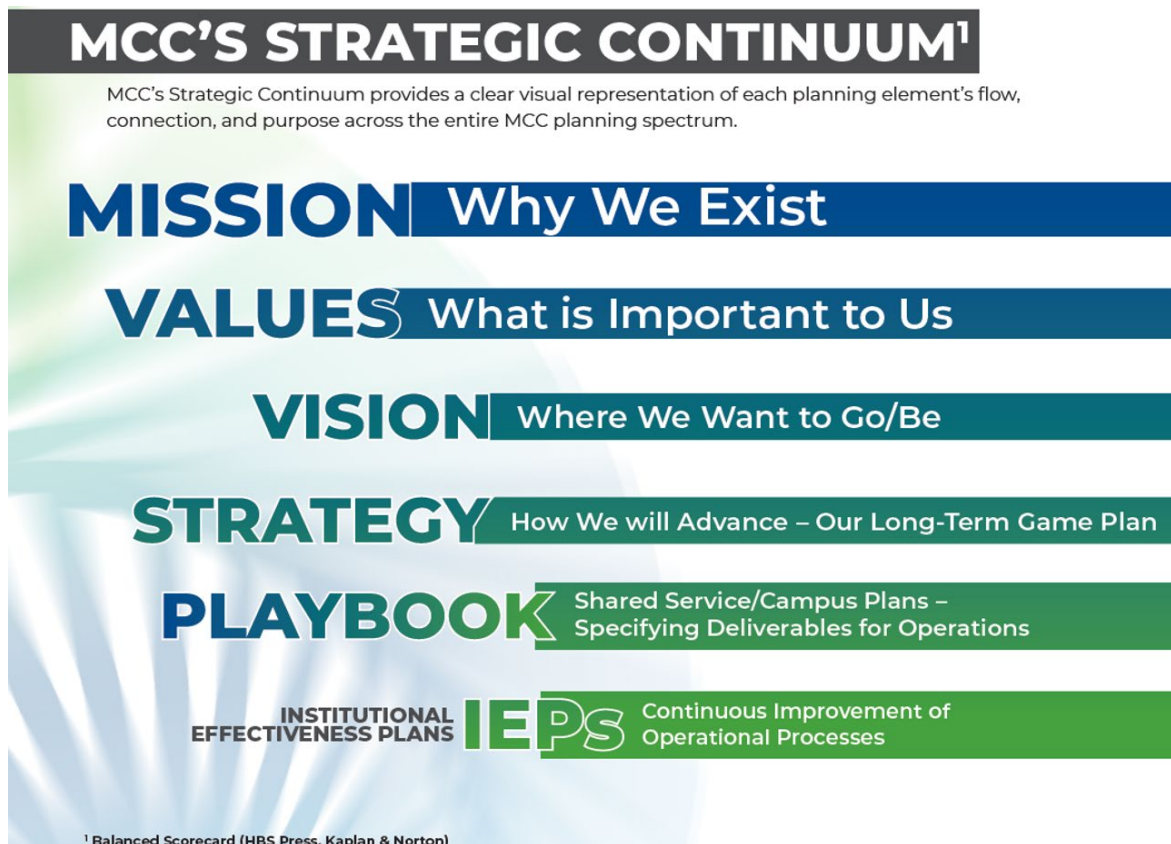 MCC'S STRATEGIC CONTINUUM¹
MCC's Strategic Continuum provides a clear visual representation of each planning element's flow,
connection, and purpose across the entire MCC planning spectrum.
MISSION Why We Exist
VALUES What is Important to Us
VISION Where We Want to Go/Be
STRATEGY How We will Advance – Our Long-Term Game Plan
PLAYBOOK Shared Service/Campus Plans –
Specifying Deliverables for Operations
INSTITUTIONAL
EFFECTIVENESS PLANS IEPs Continuous Improvement of
Operational Processes
¹ Balanced Scorecard (HBS Press, Kaplan & Norton)